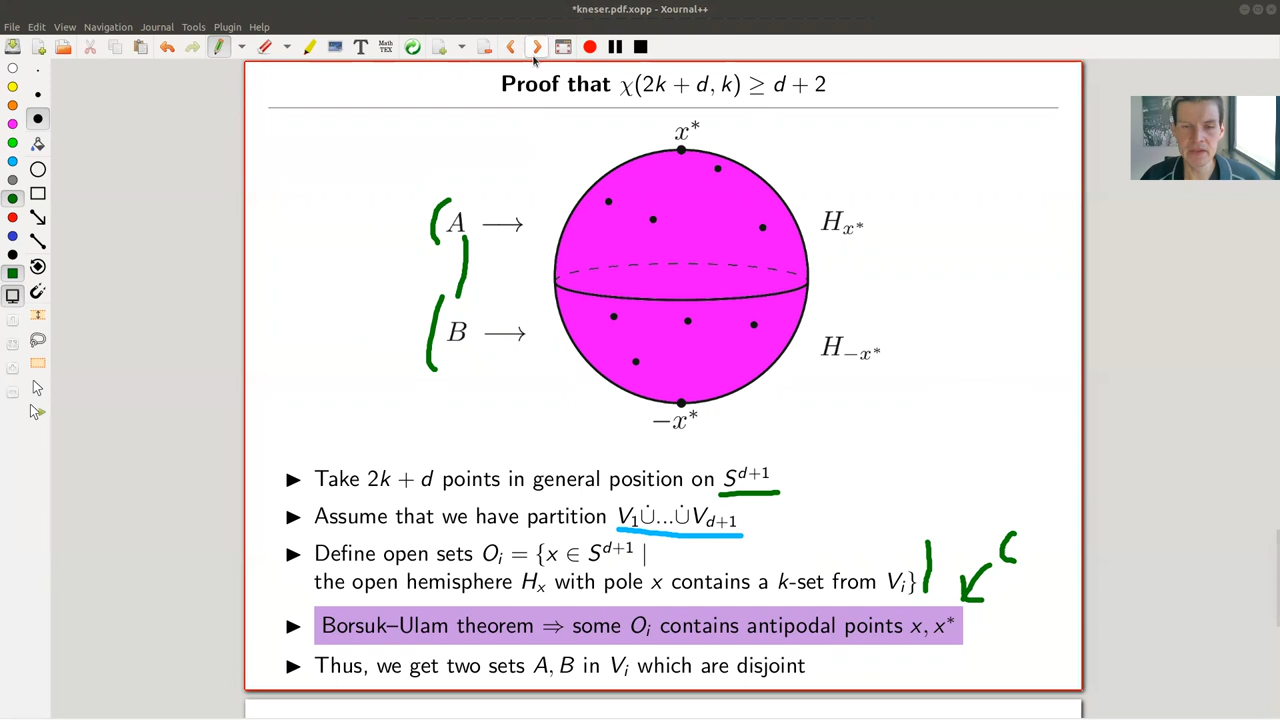 *kneser.pdf.xopp - Xournal++
File Edit View Navigation Journal Tools Plugin Help
T Math TEX
Proof that χ(2k + d, k) ≥ d + 2
x*
A ⟶
H_{x*}
B ⟶
H_{−x*}
−x*
▶ Take 2k + d points in general position on S^{d+1}
▶ Assume that we have partition V₁∪̇...∪̇V_{d+1}
▶ Define open sets O_i = {x ∈ S^{d+1} |
the open hemisphere H_x with pole x contains a k-set from V_i}
▶ Borsuk–Ulam theorem ⇒ some O_i contains antipodal points x, x*
▶ Thus, we get two sets A, B in V_i which are disjoint